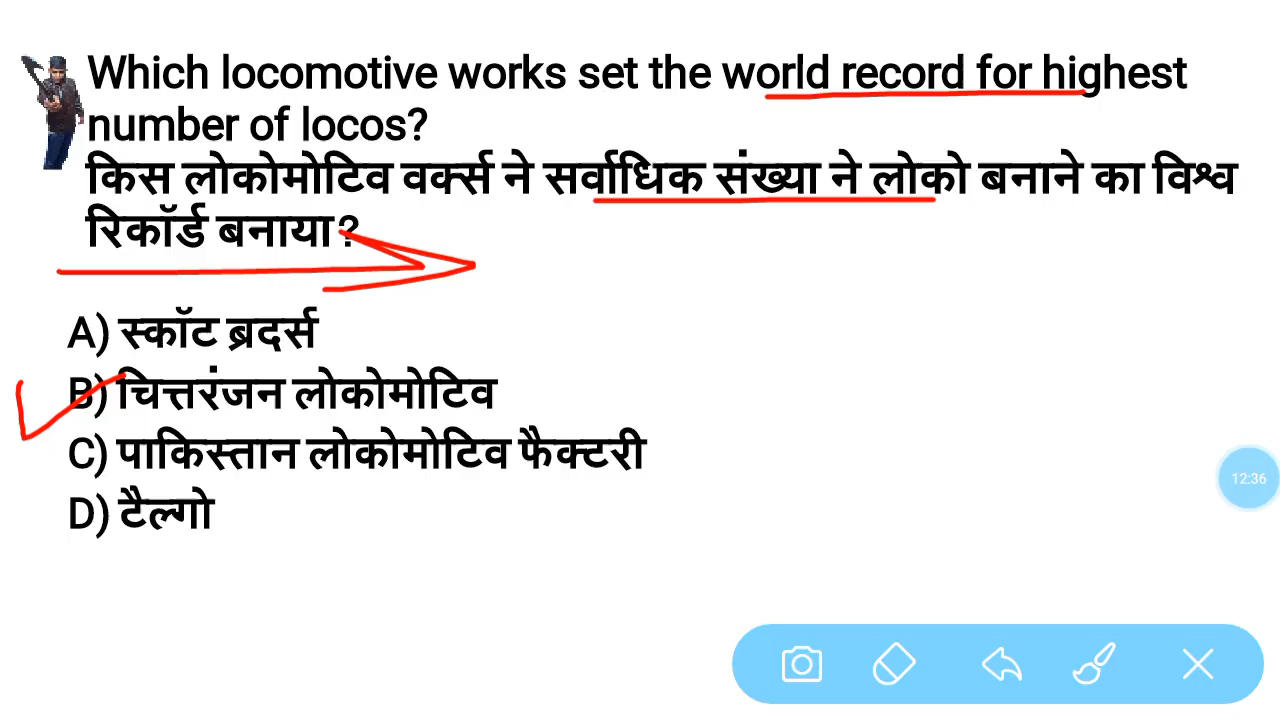 Which locomotive works set the world record for highest
number of locos?
किस लोकोमोटिव वर्क्स ने सर्वाधिक संख्या ने लोको बनाने का विश्व
रिकॉर्ड बनाया?
A) स्कॉट ब्रदर्स
B) चित्तरंजन लोकोमोटिव
C) पाकिस्तान लोकोमोटिव फैक्टरी
D) टैल्गो
12:36